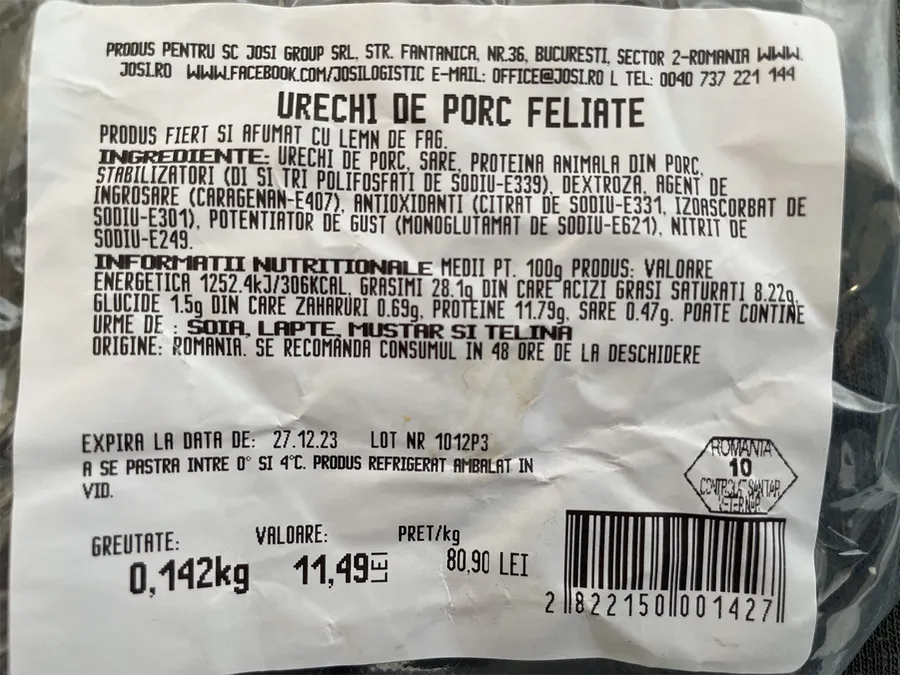 PRODUS PENTRU SC JOSI GROUP SRL, STR. FANTANICA, NR.36, BUCURESTI, SECTOR 2-ROMANIA WWW.
JOSI.RO WWW.FACEBOOK.COM/JOSILOGISTIC E-MAIL: OFFICE@JOSI.RO L TEL: 0040 737 221 144
URECHI DE PORC FELIATE
PRODUS FIERT SI AFUMAT CU LEMN DE FAG.
INGREDIENTE: URECHI DE PORC, SARE, PROTEINA ANIMALA DIN PORC,
STABILIZATORI (DI SI TRI POLIFOSFATI DE SODIU-E339), DEXTROZA, AGENT DE
INGROSARE (CARAGENAN-E407), ANTIOXIDANTI (CITRAT DE SODIU-E331, IZOASCORBAT DE
SODIU-E301), POTENTIATOR DE GUST (MONOGLUTAMAT DE SODIU-E621), NITRIT DE
SODIU-E249.
INFORMATII NUTRITIONALE MEDII PT. 100g PRODUS: VALOARE
ENERGETICA 1252.4kJ/306KCAL, GRASIMI 28.1g DIN CARE ACIZI GRASI SATURATI 8.22g,
GLUCIDE 1.5g DIN CARE ZAHARURI 0.69g, PROTEINE 11.79g, SARE 0.47g. POATE CONTINE
URME DE : SOIA, LAPTE, MUSTAR SI TELINA
ORIGINE: ROMANIA. SE RECOMANDA CONSUMUL IN 48 ORE DE LA DESCHIDERE
EXPIRA LA DATA DE: 27.12.23 LOT NR 1012P3
A SE PASTRA INTRE 0° SI 4°C. PRODUS REFRIGERAT AMBALAT IN
VID.
ROMANIA
10
CONTROL SANITAR
VETERINAR
GREUTATE: VALOARE: PRET/kg
0,142kg 11,49 LEI 80,90 LEI
2 822150 001427